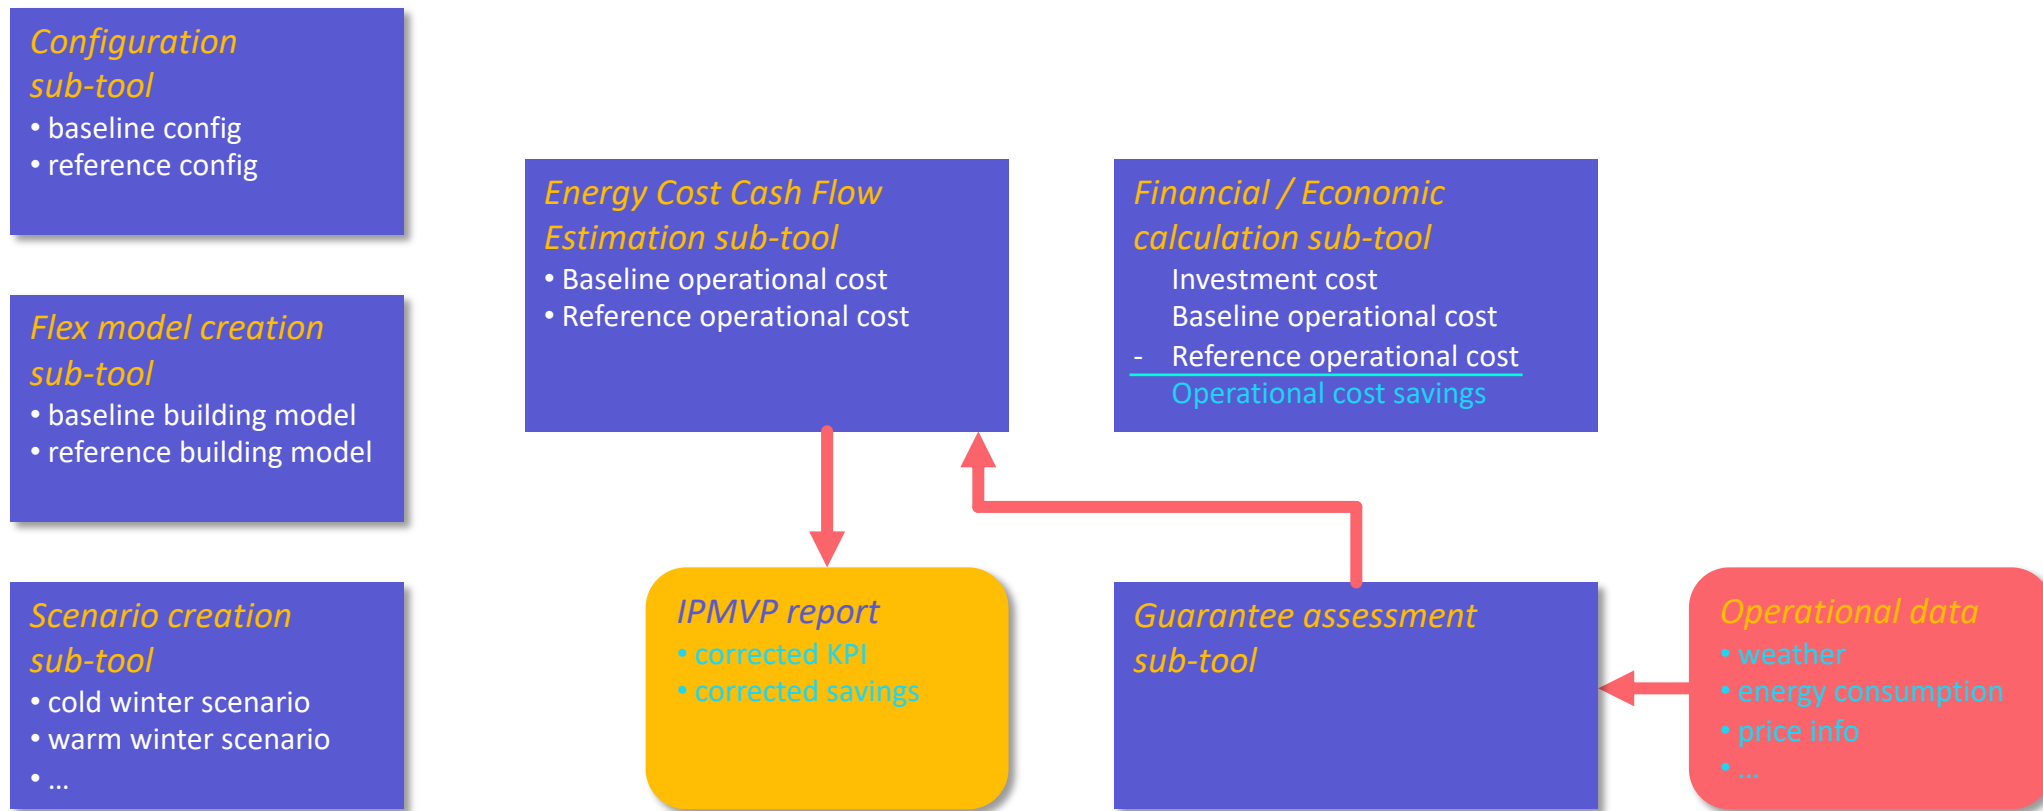 Configuration
sub-tool
• baseline config
• reference config
Flex model creation
sub-tool
• baseline building model
• reference building model
Scenario creation
sub-tool
• cold winter scenario
• warm winter scenario
• ...
Energy Cost Cash Flow
Estimation sub-tool
• Baseline operational cost
• Reference operational cost
Financial / Economic
calculation sub-tool
Investment cost
Baseline operational cost
- Reference operational cost
Operational cost savings
IPMVP report
• corrected KPI
• corrected savings
Guarantee assessment
sub-tool
Operational data
• weather
• energy consumption
• price info
• ...